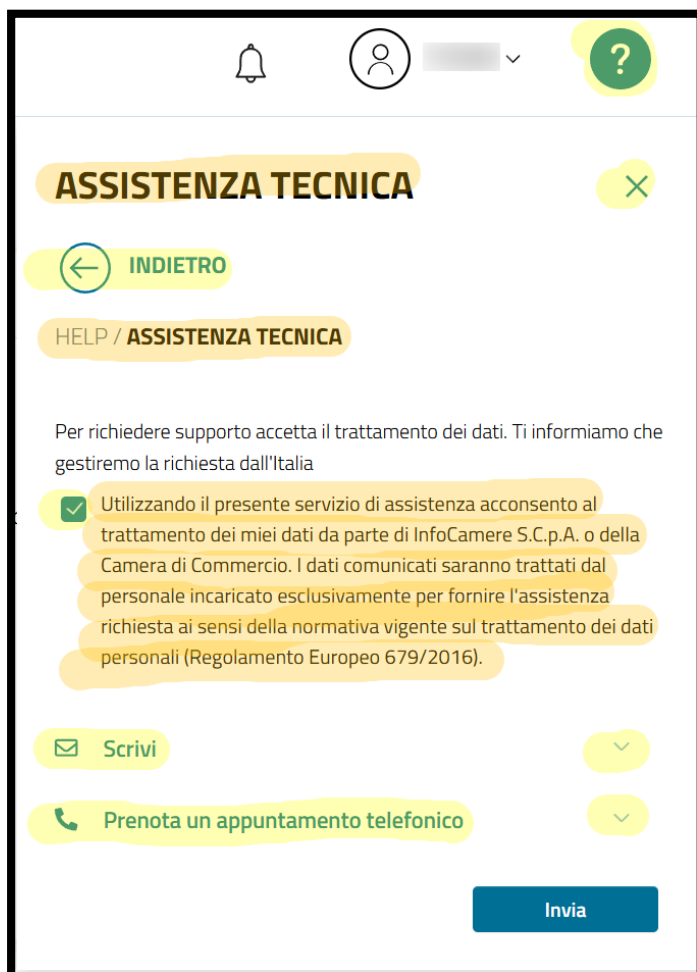 ?
ASSISTENZA TECNICA
INDIETRO
HELP / ASSISTENZA TECNICA
Per richiedere supporto accetta il trattamento dei dati. Ti informiamo che
gestiremo la richiesta dall'Italia
Utilizzando il presente servizio di assistenza acconsento al
trattamento dei miei dati da parte di InfoCamere S.C.p.A. o della
Camera di Commercio. I dati comunicati saranno trattati dal
personale incaricato esclusivamente per fornire l'assistenza
richiesta ai sensi della normativa vigente sul trattamento dei dati
personali (Regolamento Europeo 679/2016).
Scrivi
Prenota un appuntamento telefonico
Invia